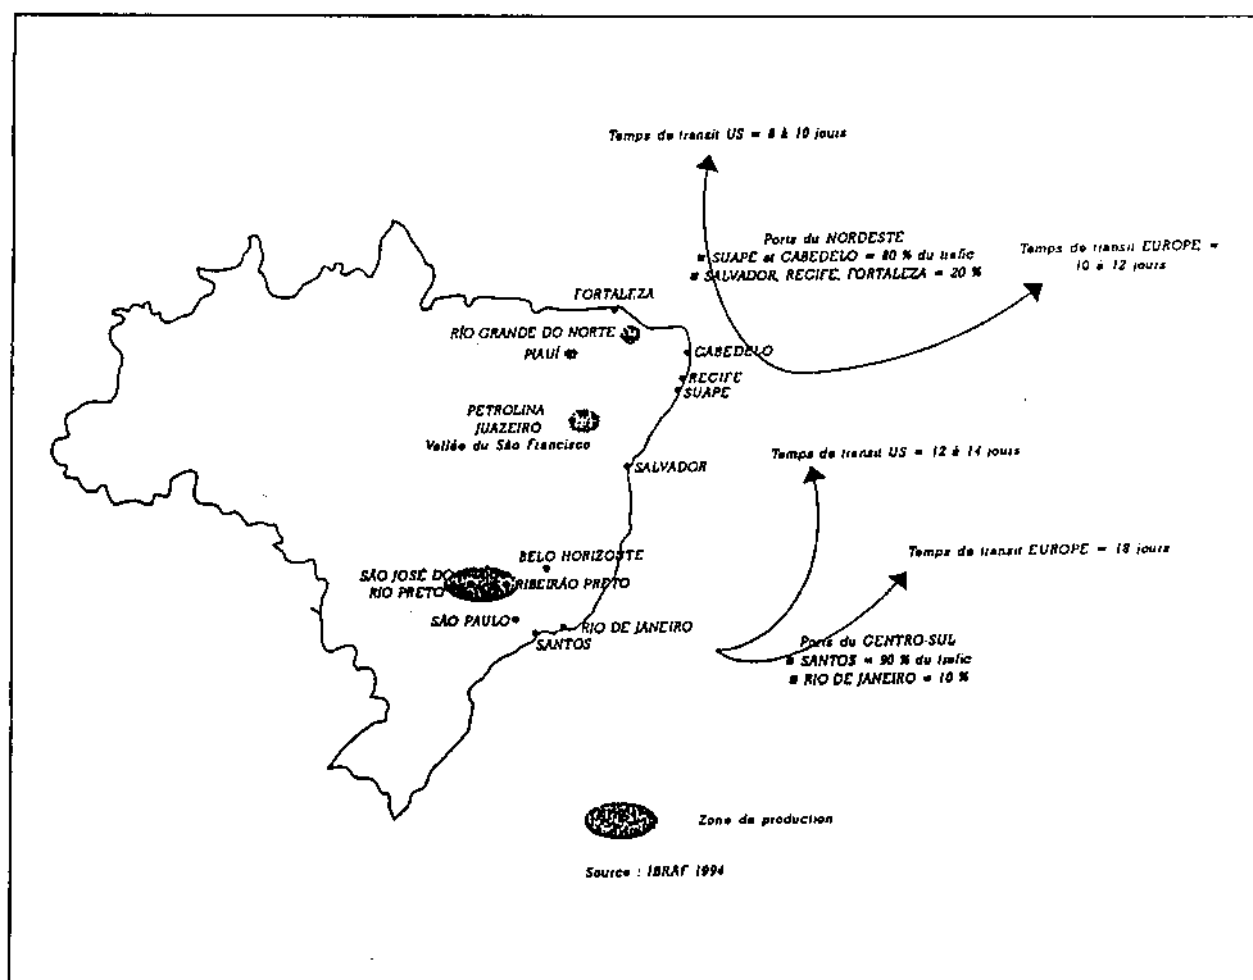 Temps de transit US = 8 à 10 jours
Ports du NORDESTE
■ SUAPE et CABEDELO = 80 % du trafic
■ SALVADOR, RECIFE, FORTALEZA = 20 %
Temps de transit EUROPE =
10 à 12 jours
FORTALEZA
RÍO GRANDE DO NORTE
PIAUÍ
CABEDELO
RECIFE
SUAPE
PETROLINA
JUAZEIRO
Vallée du São Francisco
SALVADOR
Temps de transit US = 12 à 14 jours
Temps de transit EUROPE = 18 jours
BELO HORIZOSTE
SÃO JOSÉ DO
RIO PRETO
RIBEIRÃO PRETO
SÃO PAULO
RIO DE JANEIRO
SANTOS
Ports du CENTRO-SUL
■ SANTOS = 90 % du trafic
■ RIO DE JANEIRO = 10 %
Zone de production
Source : IBRAF 1994